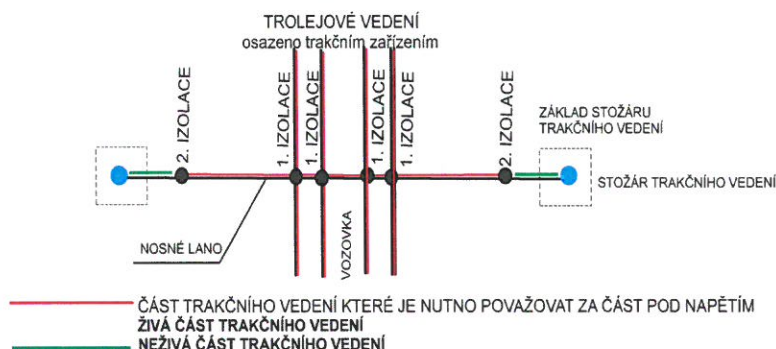 TROLEJOVÉ VEDENÍ
osazeno trakčním zařízením
2. IZOLACE
1. IZOLACE
1. IZOLACE
1. IZOLACE
1. IZOLACE
2. IZOLACE
ZÁKLAD STOŽÁRU
TRAKČNÍHO VEDENÍ
STOŽÁR TRAKČNÍHO VEDENÍ
NOSNÉ LANO
VOZOVKA
ČÁST TRAKČNÍHO VEDENÍ KTERÉ JE NUTNO POVAŽOVAT ZA ČÁST POD NAPĚTÍM
ŽIVÁ ČÁST TRAKČNÍHO VEDENÍ
NEŽIVÁ ČÁST TRAKČNÍHO VEDENÍ